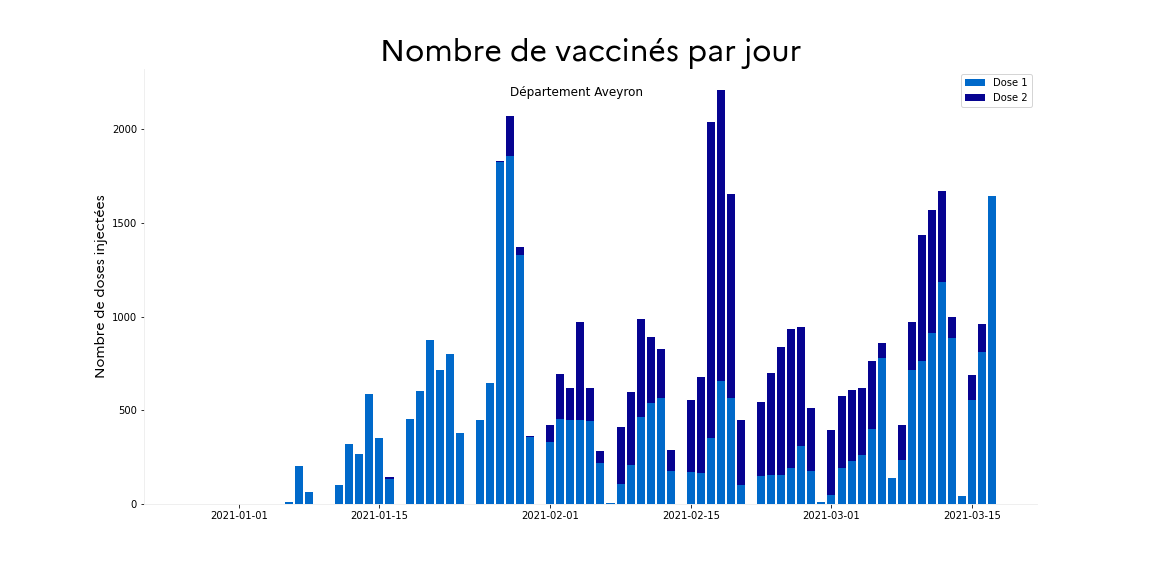 Nombre de vaccinés par jour
Département Aveyron
Dose 1
Dose 2
Nombre de doses injectées
2000
1500
1000
500
0
2021-01-01
2021-01-15
2021-02-01
2021-02-15
2021-03-01
2021-03-15